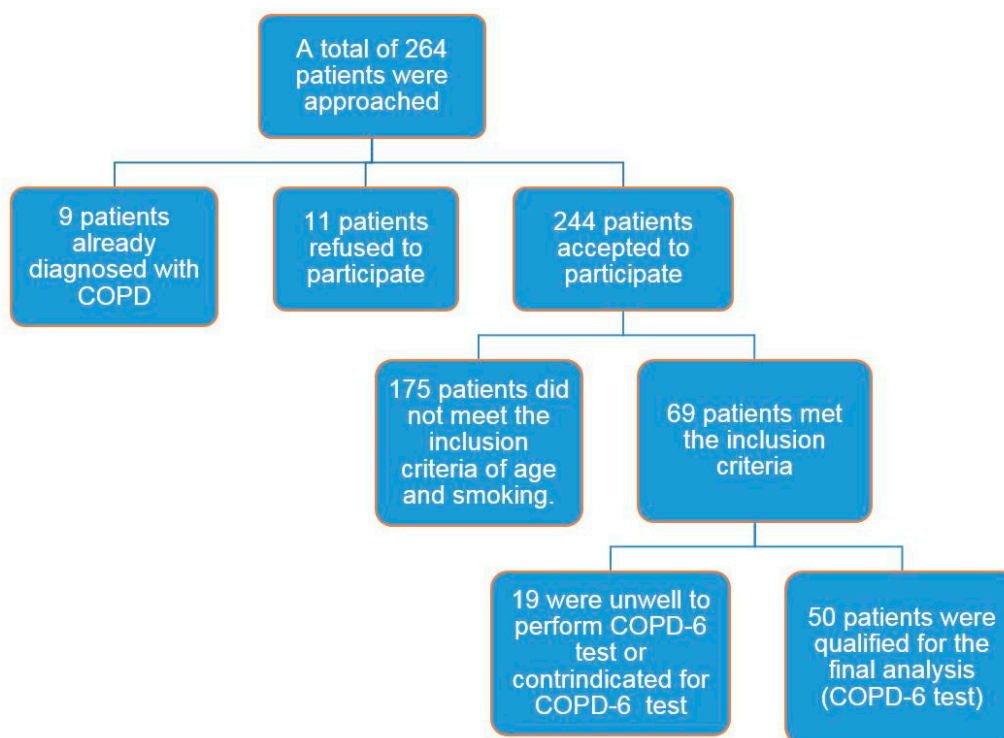 A total of 264
patients were
approached
9 patients
already
diagnosed with
COPD
11 patients
refused to
participate
244 patients
accepted to
participate
175 patients did
not meet the
inclusion
criteria of age
and smoking.
69 patients met
the inclusion
criteria
19 were unwell to
perform COPD-6
test or
contrindicated for
COPD-6 test
50 patients were
qualified for the
final analysis
(COPD-6 test)